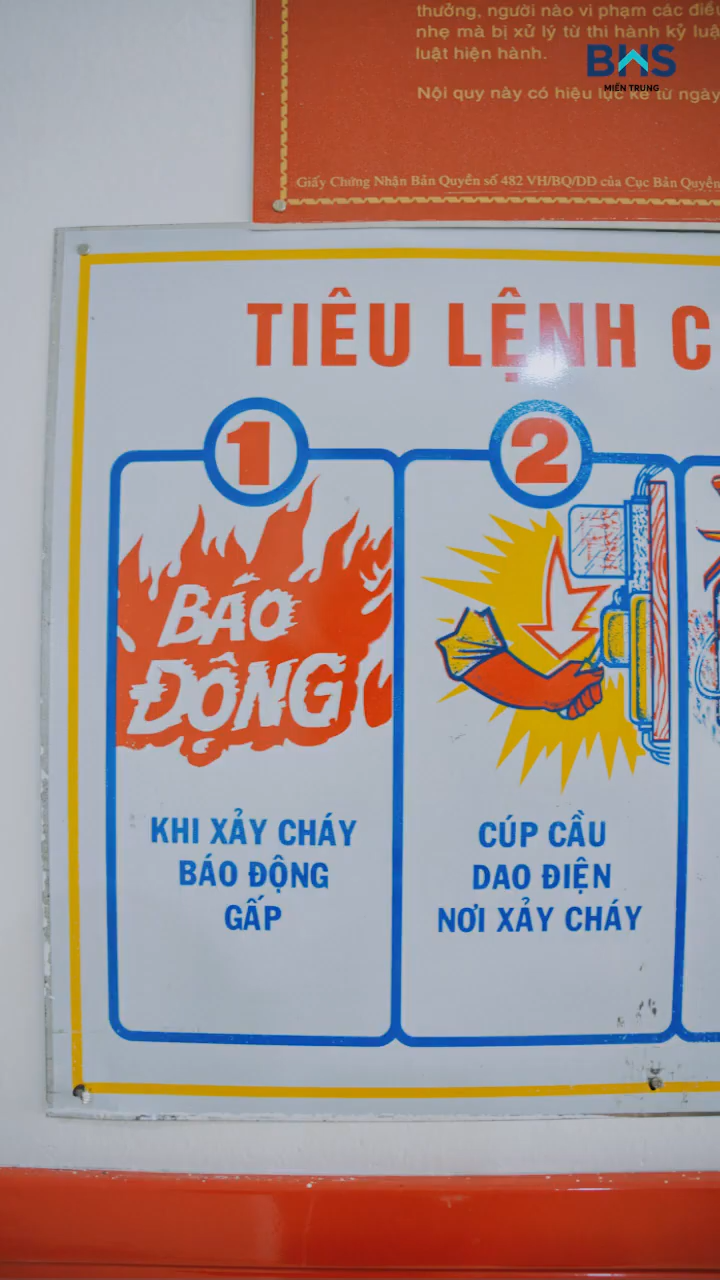 thưởng, người nào vi phạm các điều
nhẹ mà bị xử lý từ thi hành kỷ luật
luật hiện hành.
Nội quy này có hiệu lực kể từ ngày
BHS
MIỀN TRUNG
Giấy Chứng Nhận Bản Quyền số 482 VH/BQ/DD của Cục Bản Quyền
TIÊU LỆNH C
1
2
BÁO
ĐỘNG
KHI XẢY CHÁY
BÁO ĐỘNG
GẤP
CÚP CẦU
DAO ĐIỆN
NƠI XẢY CHÁY